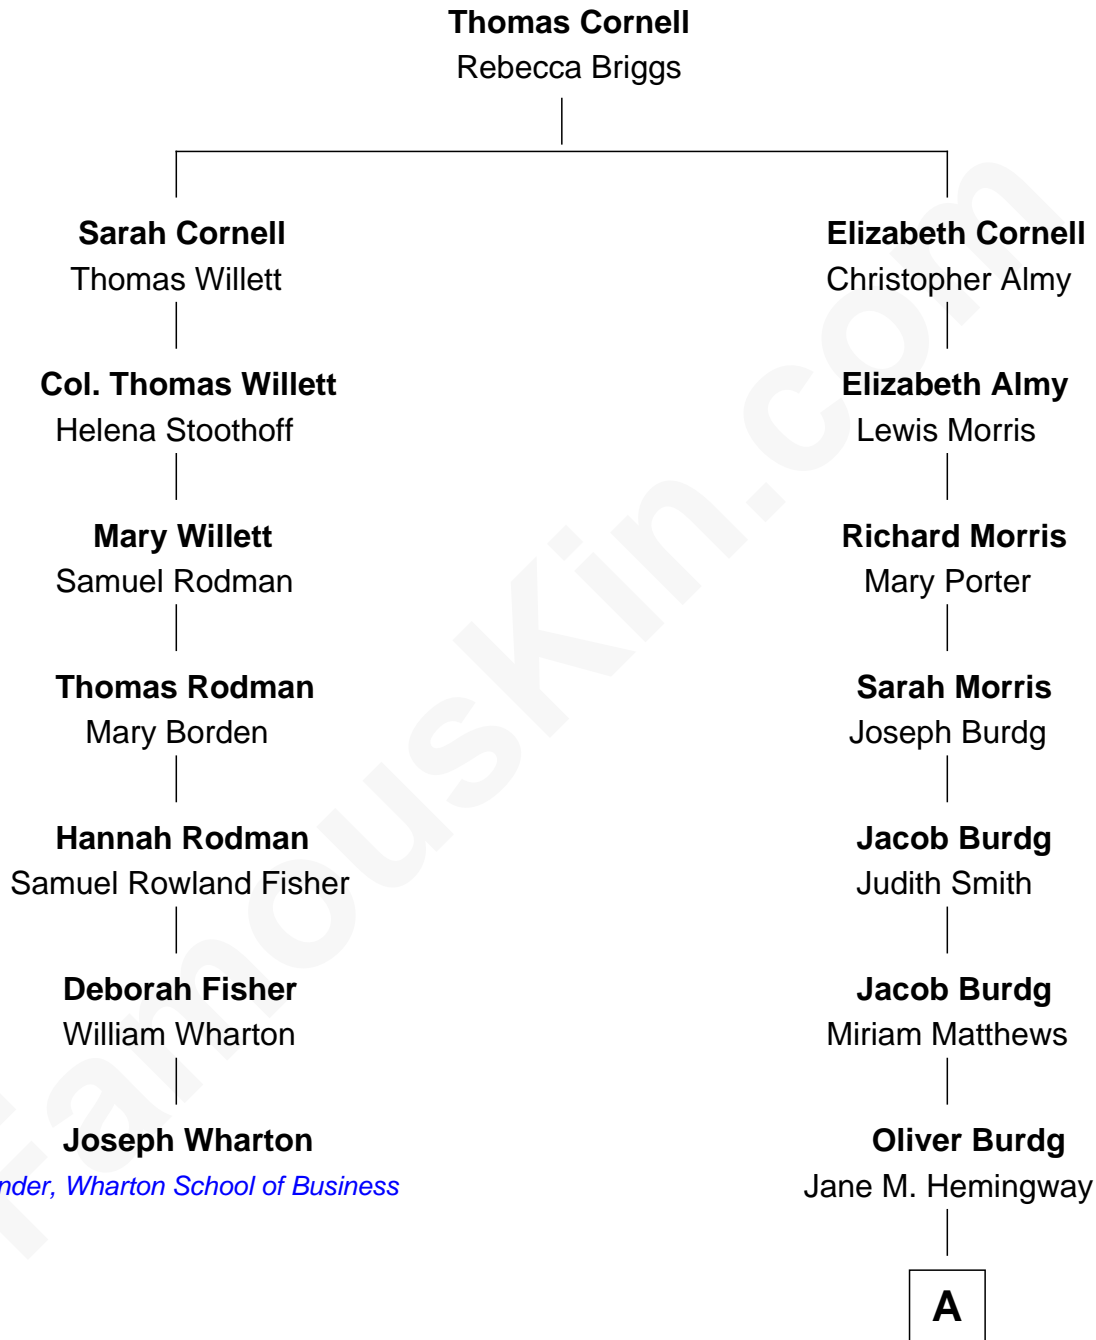 Thomas Cornell
Rebecca Briggs
Sarah Cornell
Thomas Willett
Elizabeth Cornell
Christopher Almy
Col. Thomas Willett
Helena Stoothoff
Elizabeth Almy
Lewis Morris
Mary Willett
Samuel Rodman
Richard Morris
Mary Porter
Thomas Rodman
Mary Borden
Sarah Morris
Joseph Burdg
Hannah Rodman
Samuel Rowland Fisher
Jacob Burdg
Judith Smith
Deborah Fisher
William Wharton
Jacob Burdg
Miriam Matthews
Joseph Wharton
nder, Wharton School of Business
Oliver Burdg
Jane M. Hemingway
A
FamousKin.com